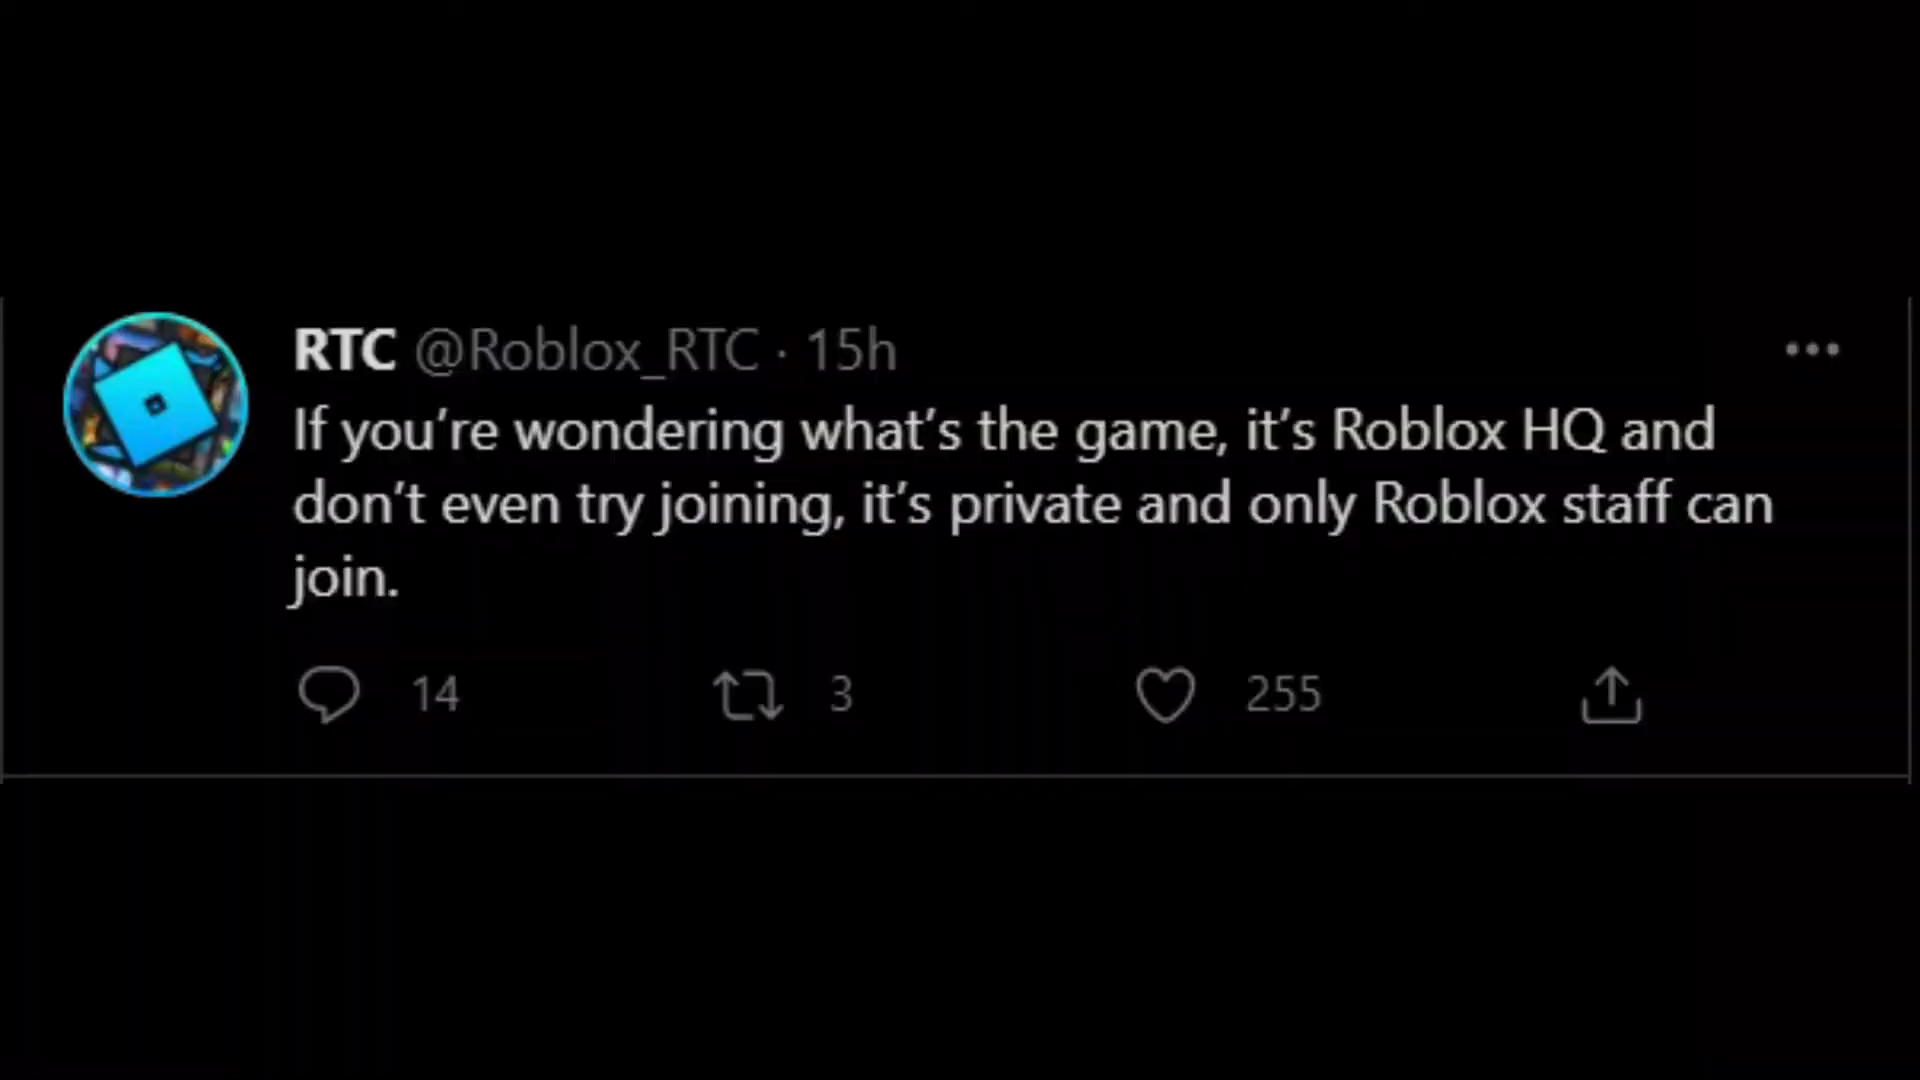 RTC @Roblox_RTC · 15h
If you’re wondering what’s the game, it’s Roblox HQ and
don’t even try joining, it’s private and only Roblox staff can
join.
14 3 255